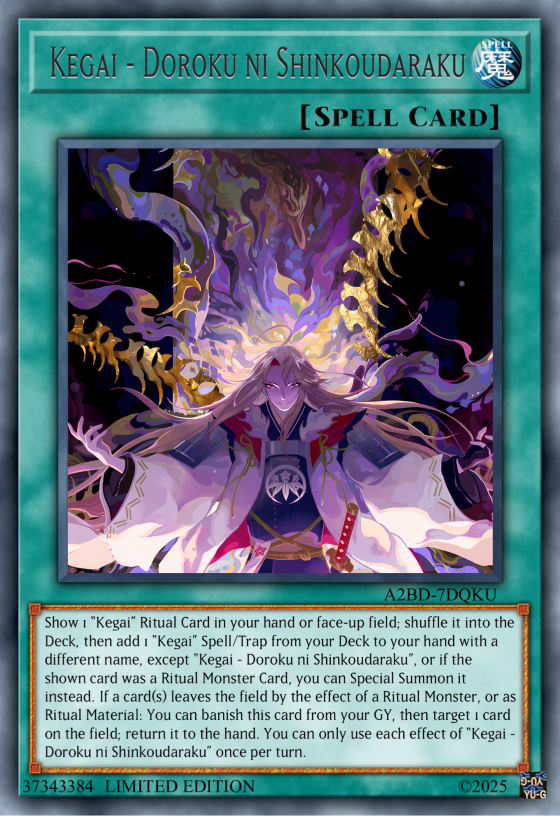 KEGAI - DOROKU NI SHINKOUDARAKU
SPELL
魔
[SPELL CARD]
A2BD-7DQKU
Show 1 "Kegai" Ritual Card in your hand or face-up field; shuffle it into the
Deck, then add 1 "Kegai" Spell/Trap from your Deck to your hand with a
different name, except "Kegai - Doroku ni Shinkoudaraku", or if the
shown card was a Ritual Monster Card, you can Special Summon it
instead. If a card(s) leaves the field by the effect of a Ritual Monster, or as
Ritual Material: You can banish this card from your GY, then target 1 card
on the field; return it to the hand. You can only use each effect of "Kegai -
Doroku ni Shinkoudaraku" once per turn.
37343384 LIMITED EDITION
©2025
YU-G
YU-G